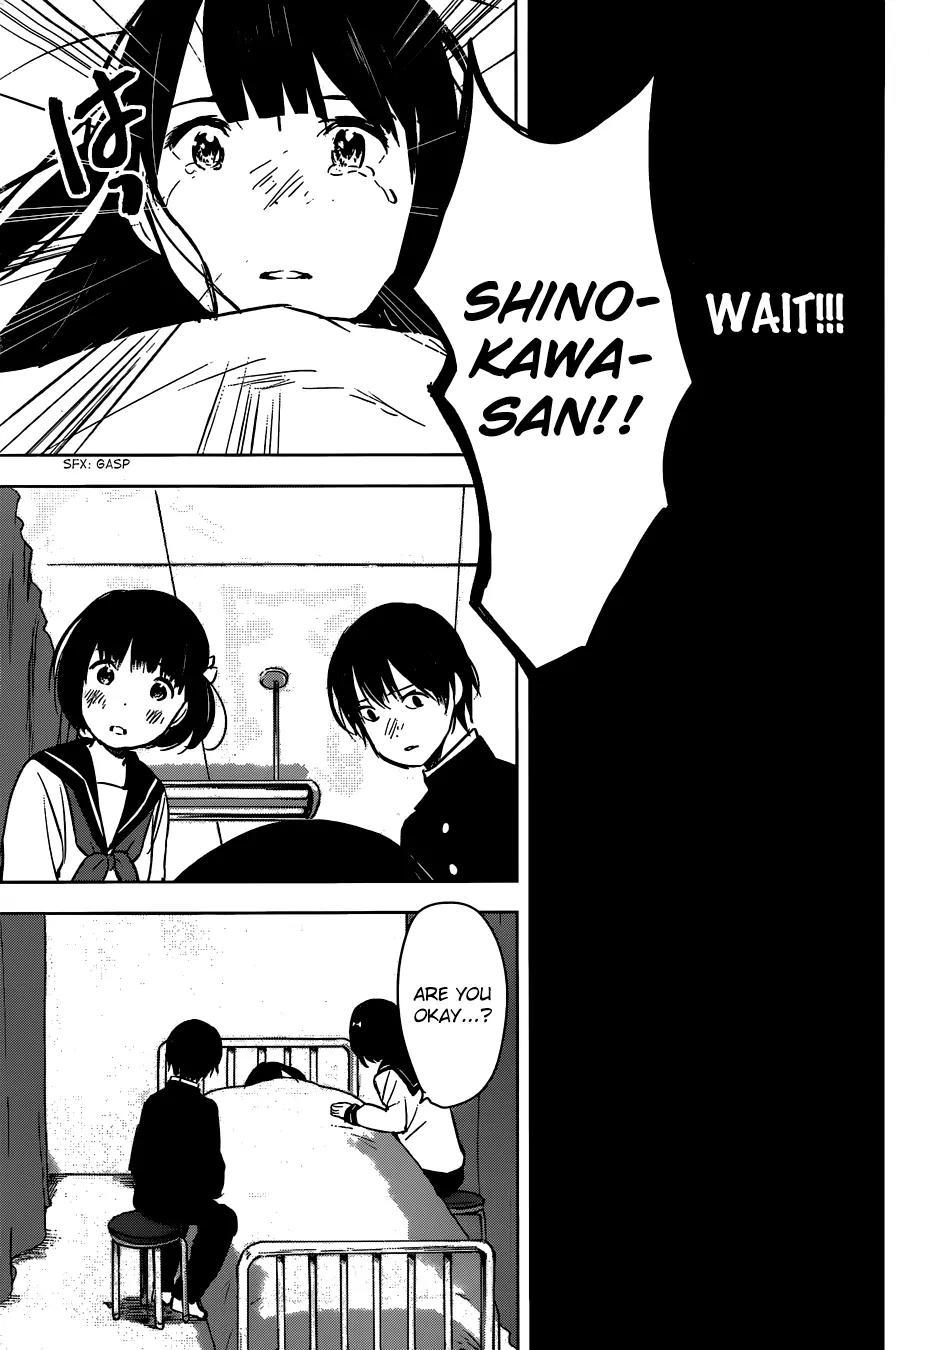 WAIT!!!
SHINO-
KAWA-
SAN!!
はっ
SFX: GASP
ARE YOU
OKAY...?